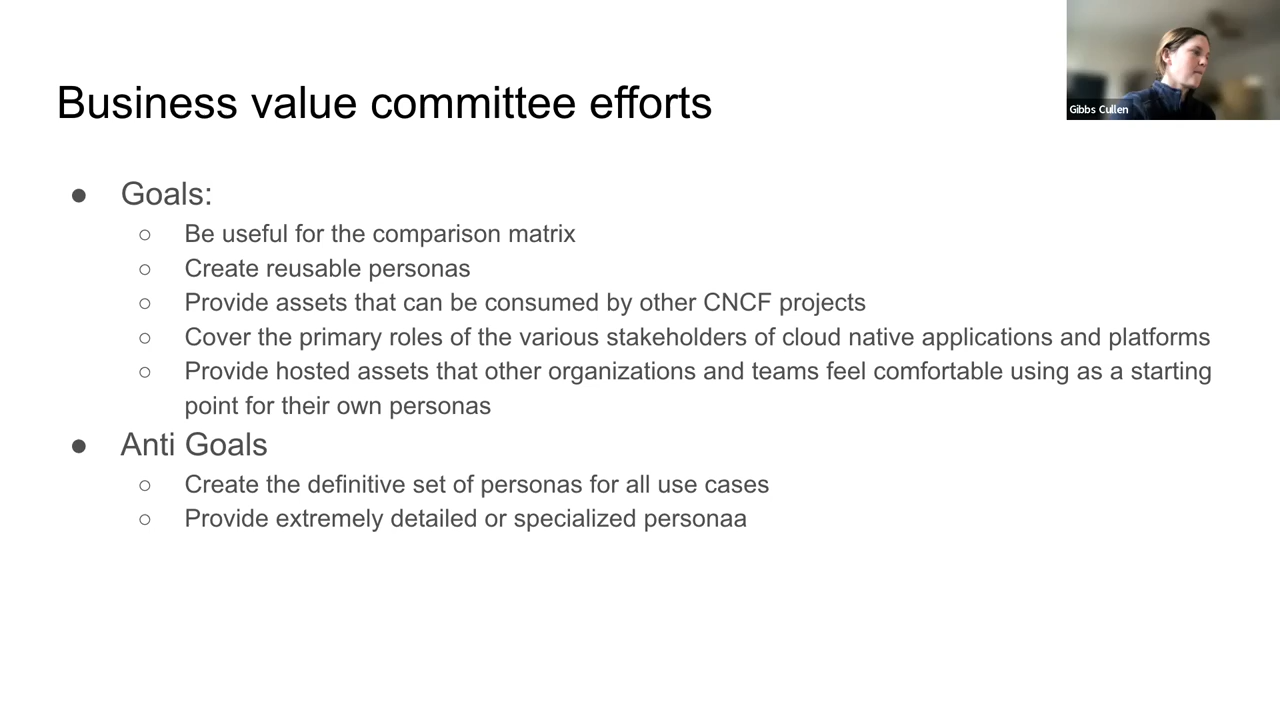 Business value committee efforts
Gibbs Cullen
● Goals:
○ Be useful for the comparison matrix
○ Create reusable personas
○ Provide assets that can be consumed by other CNCF projects
○ Cover the primary roles of the various stakeholders of cloud native applications and platforms
○ Provide hosted assets that other organizations and teams feel comfortable using as a starting
point for their own personas
● Anti Goals
○ Create the definitive set of personas for all use cases
○ Provide extremely detailed or specialized personaa